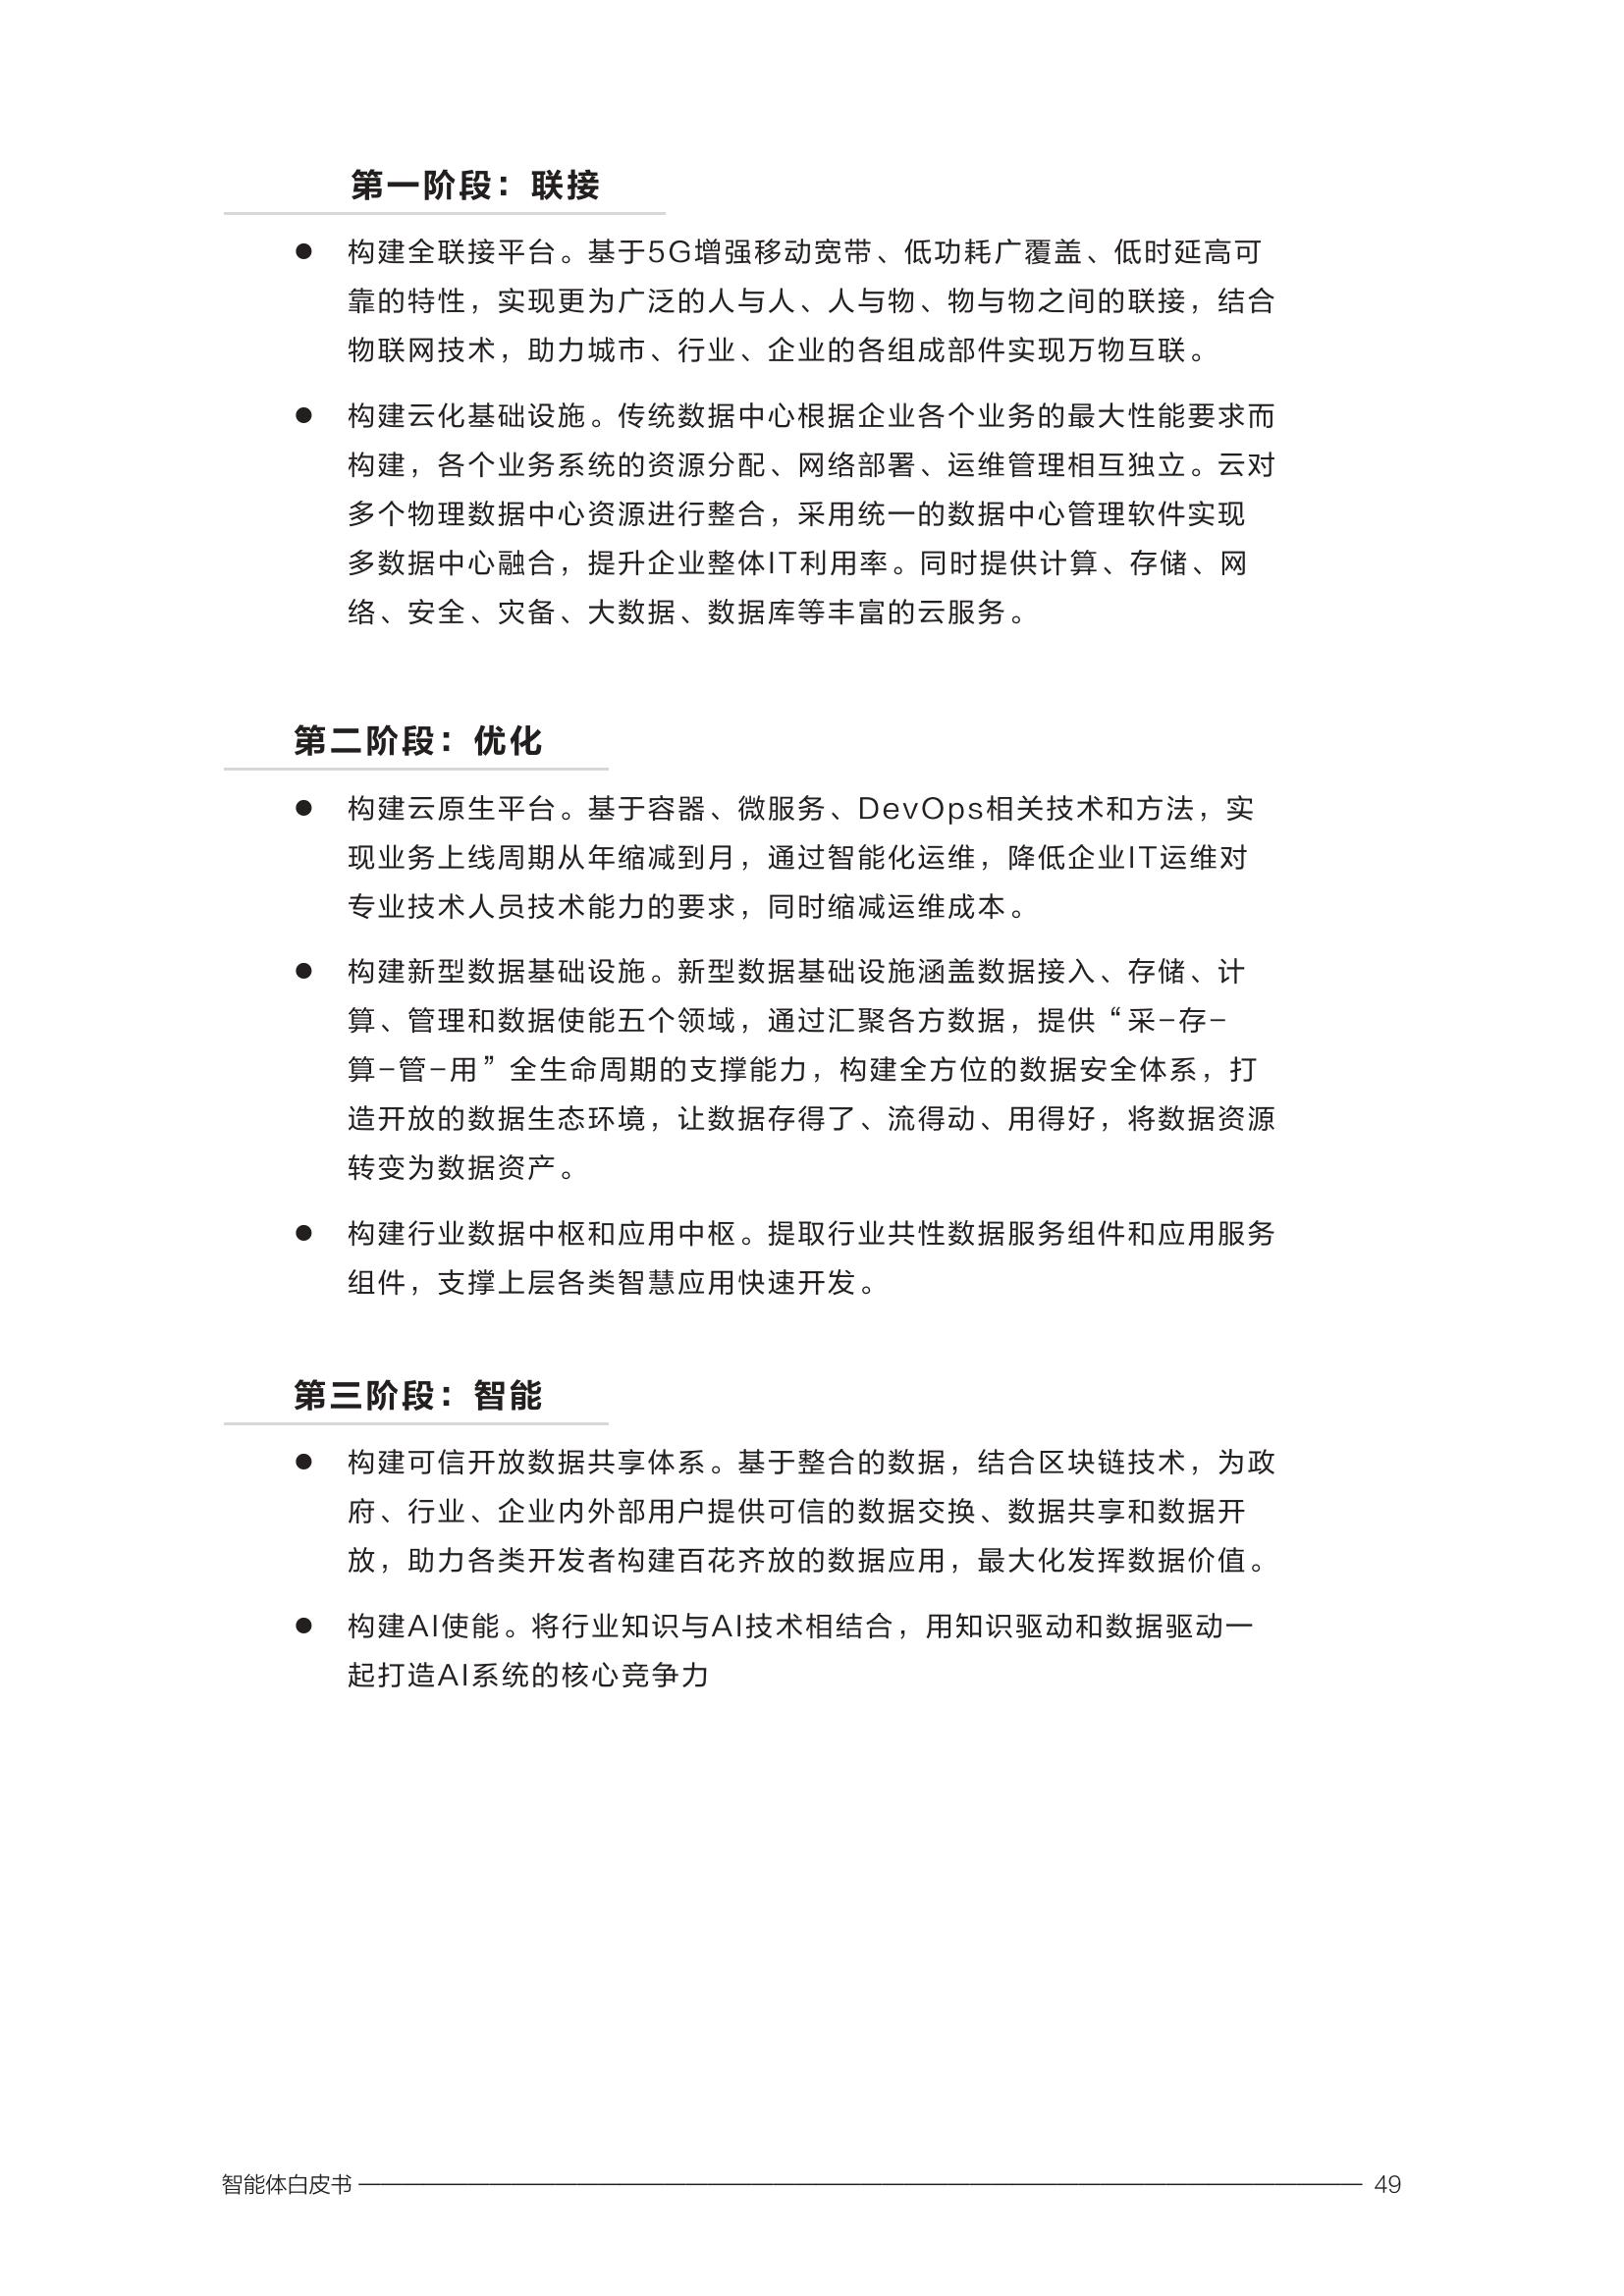 第一阶段：联接
● 构建全联接平台。基于5G增强移动宽带、低功耗广覆盖、低时延高可
靠的特性，实现更为广泛的人与人、人与物、物与物之间的联接，结合
物联网技术，助力城市、行业、企业的各组成部件实现万物互联。
● 构建云化基础设施。传统数据中心根据企业各个业务的最大性能要求而
构建，各个业务系统的资源分配、网络部署、运维管理相互独立。云对
多个物理数据中心资源进行整合，采用统一的数据中心管理软件实现
多数据中心融合，提升企业整体IT利用率。同时提供计算、存储、网
络、安全、灾备、大数据、数据库等丰富的云服务。
第二阶段：优化
● 构建云原生平台。基于容器、微服务、DevOps相关技术和方法，实
现业务上线周期从年缩减到月，通过智能化运维，降低企业IT运维对
专业技术人员技术能力的要求，同时缩减运维成本。
● 构建新型数据基础设施。新型数据基础设施涵盖数据接入、存储、计
算、管理和数据使能五个领域，通过汇聚各方数据，提供“采–存–
算–管–用”全生命周期的支撑能力，构建全方位的数据安全体系，打
造开放的数据生态环境，让数据存得了、流得动、用得好，将数据资源
转变为数据资产。
● 构建行业数据中枢和应用中枢。提取行业共性数据服务组件和应用服务
组件，支撑上层各类智慧应用快速开发。
第三阶段：智能
● 构建可信开放数据共享体系。基于整合的数据，结合区块链技术，为政
府、行业、企业内外部用户提供可信的数据交换、数据共享和数据开
放，助力各类开发者构建百花齐放的数据应用，最大化发挥数据价值。
● 构建AI使能。将行业知识与AI技术相结合，用知识驱动和数据驱动一
起打造AI系统的核心竞争力
智能体白皮书 49